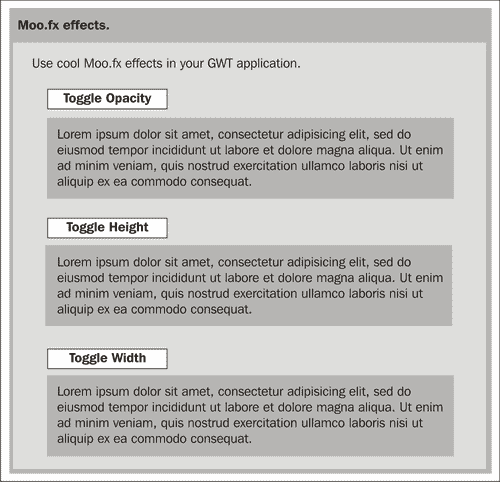 Moo.fx effects.
Use cool Moo.fx effects in your GWT application.
Toggle Opacity
Lorem ipsum dolor sit amet, consectetur adipisicing elit, sed do
eiusmod tempor incididunt ut labore et dolore magna aliqua. Ut enim
ad minim veniam, quis nostrud exercitation ullamco laboris nisi ut
aliquip ex ea commodo consequat.
Toggle Height
Lorem ipsum dolor sit amet, consectetur adipisicing elit, sed do
eiusmod tempor incididunt ut labore et dolore magna aliqua. Ut enim
ad minim veniam, quis nostrud exercitation ullamco laboris nisi ut
aliquip ex ea commodo consequat.
Toggle Width
Lorem ipsum dolor sit amet, consectetur adipisicing elit, sed do
eiusmod tempor incididunt ut labore et dolore magna aliqua. Ut enim
ad minim veniam, quis nostrud exercitation ullamco laboris nisi ut
aliquip ex ea commodo consequat.